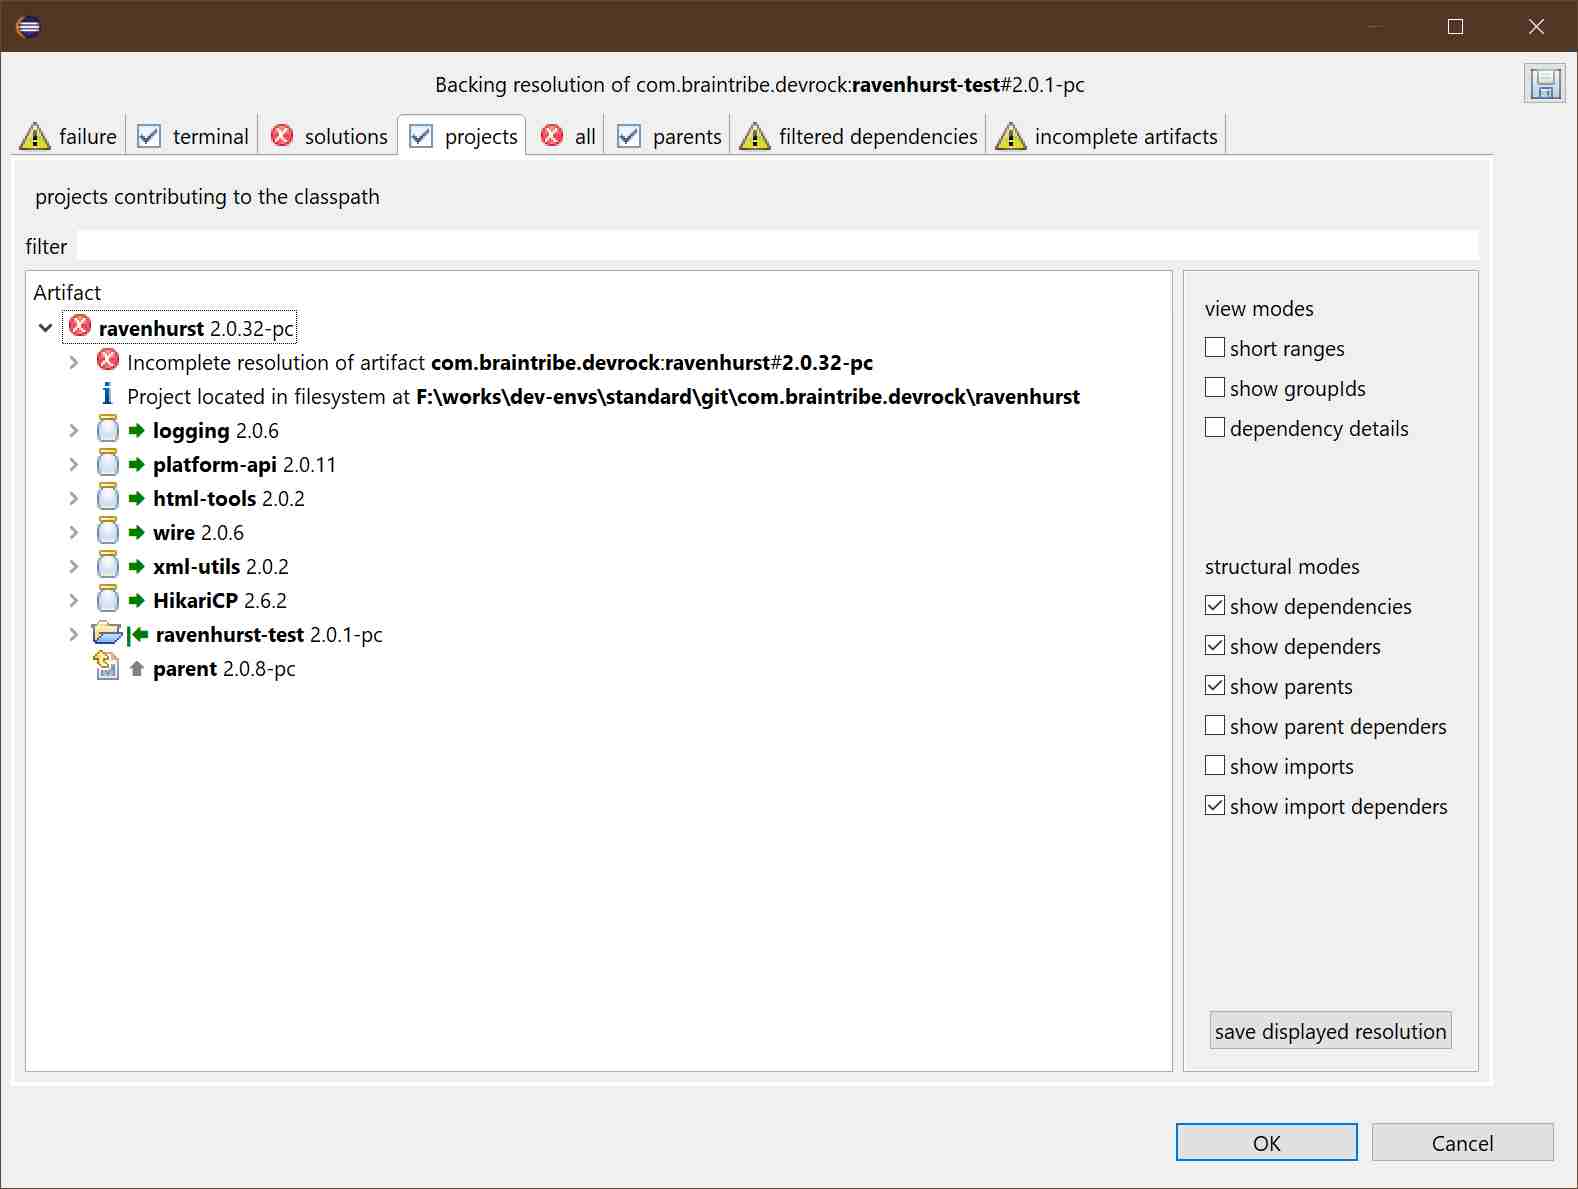 Backing resolution of com.braintribe.devrock:ravenhurst-test#2.0.1-pc
failure terminal solutions projects all parents filtered dependencies incomplete artifacts
projects contributing to the classpath
filter
Artifact
ravenhurst 2.0.32-pc
Incomplete resolution of artifact com.braintribe.devrock:ravenhurst#2.0.32-pc
Project located in filesystem at F:\works\dev-envs\standard\git\com.braintribe.devrock\ravenhurst
logging 2.0.6
platform-api 2.0.11
html-tools 2.0.2
wire 2.0.6
xml-utils 2.0.2
HikariCP 2.6.2
ravenhurst-test 2.0.1-pc
parent 2.0.8-pc
view modes
short ranges
show groupIds
dependency details
structural modes
show dependencies
show dependers
show parents
show parent dependers
show imports
show import dependers
save displayed resolution
OK Cancel